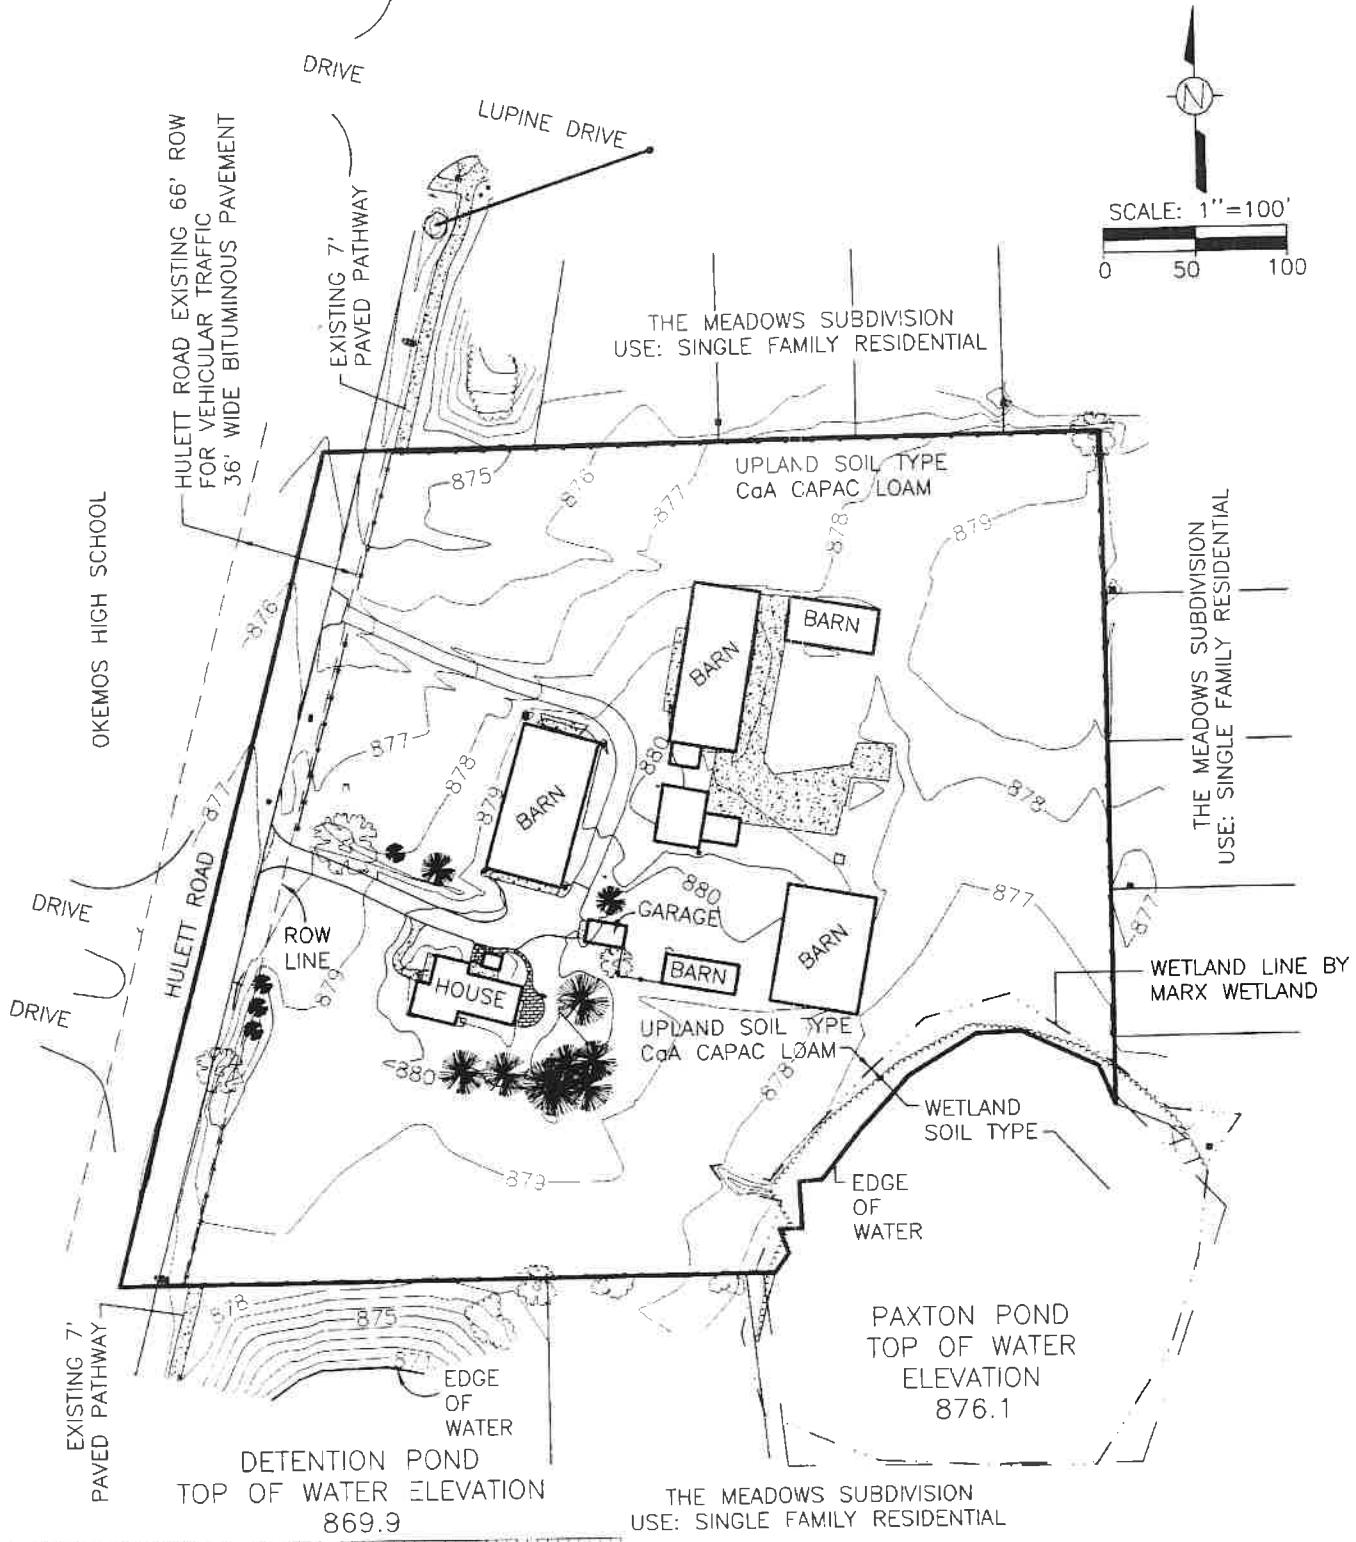 DRIVE
LUPINE DRIVE
N
SCALE: 1"=100'
0 50 100
HULETT ROAD EXISTING 66' ROW
FOR VEHICULAR TRAFFIC
36' WIDE BITUMINOUS PAVEMENT
EXISTING 7'
PAVED PATHWAY
THE MEADOWS SUBDIVISION
USE: SINGLE FAMILY RESIDENTIAL
875
876
877
UPLAND SOIL TYPE
CaA CAPAC LOAM
878
879
OKEMOS HIGH SCHOOL
THE MEADOWS SUBDIVISION
USE: SINGLE FAMILY RESIDENTIAL
876
BARN
BARN
877
878
879
880
BARN
877
878
HULETT ROAD
DRIVE
880
GARAGE
877
877
ROW
LINE
879
BARN
BARN
HOUSE
WETLAND LINE BY
MARX WETLAND
DRIVE
UPLAND SOIL TYPE
CaA CAPAC LOAM
880
878
WETLAND
SOIL TYPE
879
EDGE
OF
WATER
878
875
EXISTING 7'
PAVED PATHWAY
EDGE
OF
WATER
PAXTON POND
TOP OF WATER
ELEVATION
876.1
DETENTION POND
TOP OF WATER ELEVATION
869.9
THE MEADOWS SUBDIVISION
USE: SINGLE FAMILY RESIDENTIAL